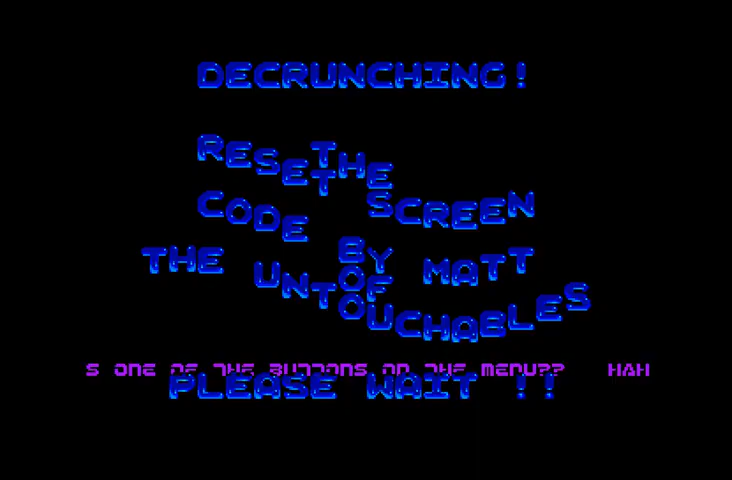 DECRUNCHING!
THE
RESET SCREEN
CODE BY MATT
OF
THE UNTOUCHABLES
S ONE OF THE BUTTONS ON THE MENU?? HAH
PLEASE WAIT !!